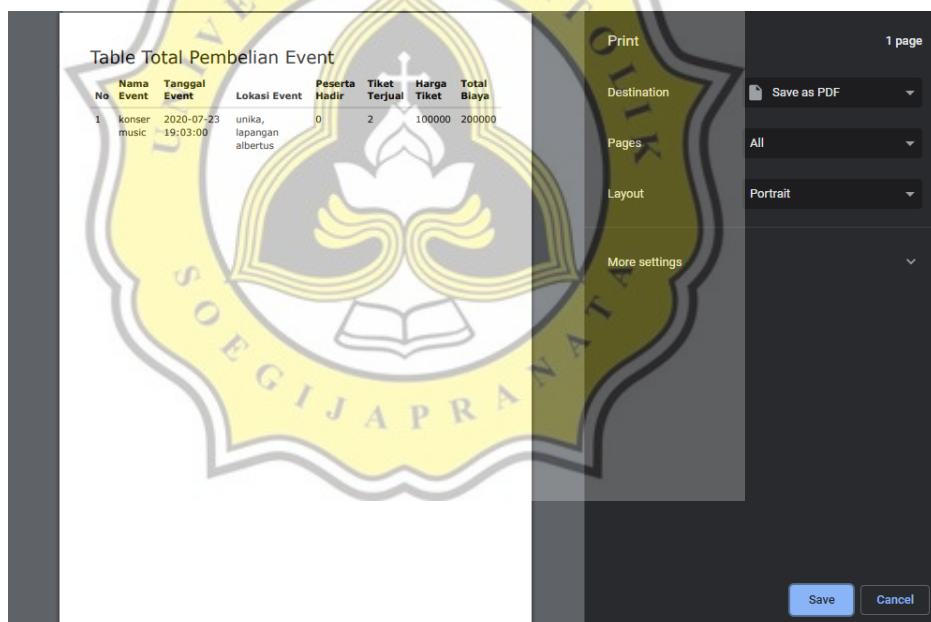 Table Total Pembelian Event
No Nama Event Tanggal Event Lokasi Event Peserta Hadir Tiket Terjual Harga Tiket Total Biaya
1 konser music 2020-07-23 19:03:00 unika, lapangan albertus 0 2 100000 200000
Print 1 page
Destination Save as PDF
Pages All
Layout Portrait
More settings
Save Cancel
SOEGIJAPRANATA